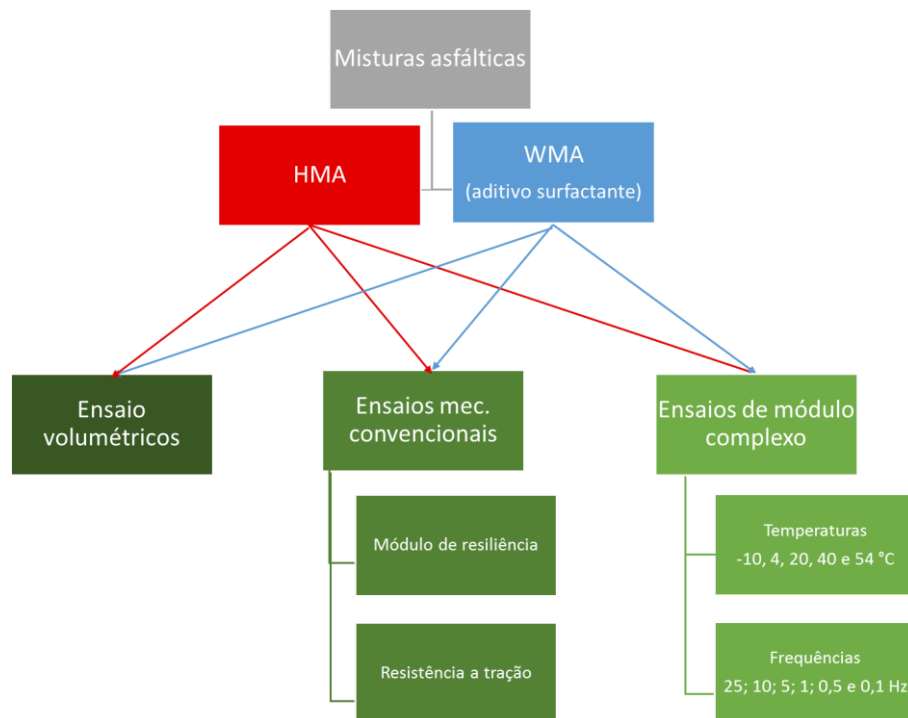 Misturas asfálticas
HMA
WMA
(aditivo surfactante)
Ensaio
volumétricos
Ensaios mec.
convencionais
Ensaios de módulo
complexo
Módulo de resiliência
Resistência a tração
Temperaturas
-10, 4, 20, 40 e 54 °C
Frequências
25; 10; 5; 1; 0,5 e 0,1 Hz